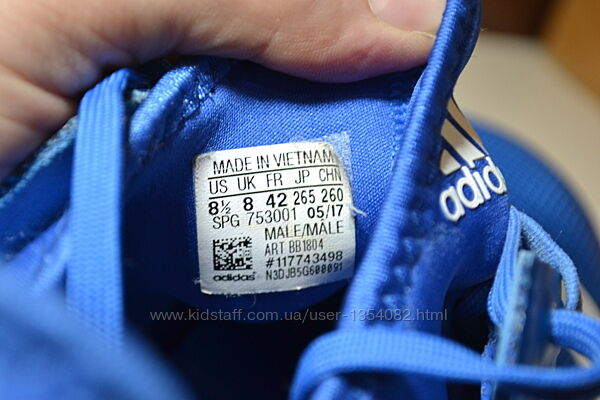 MADE IN VIETNAM
US UK FR JP CHN
8½ 8 42 265 260
SPG 753001 05/17
MALE/MALE
ART BB1804
#117743498
N3DJB5G600091
adidas
adidas
www.kidstaff.com.ua/user-1354082.html